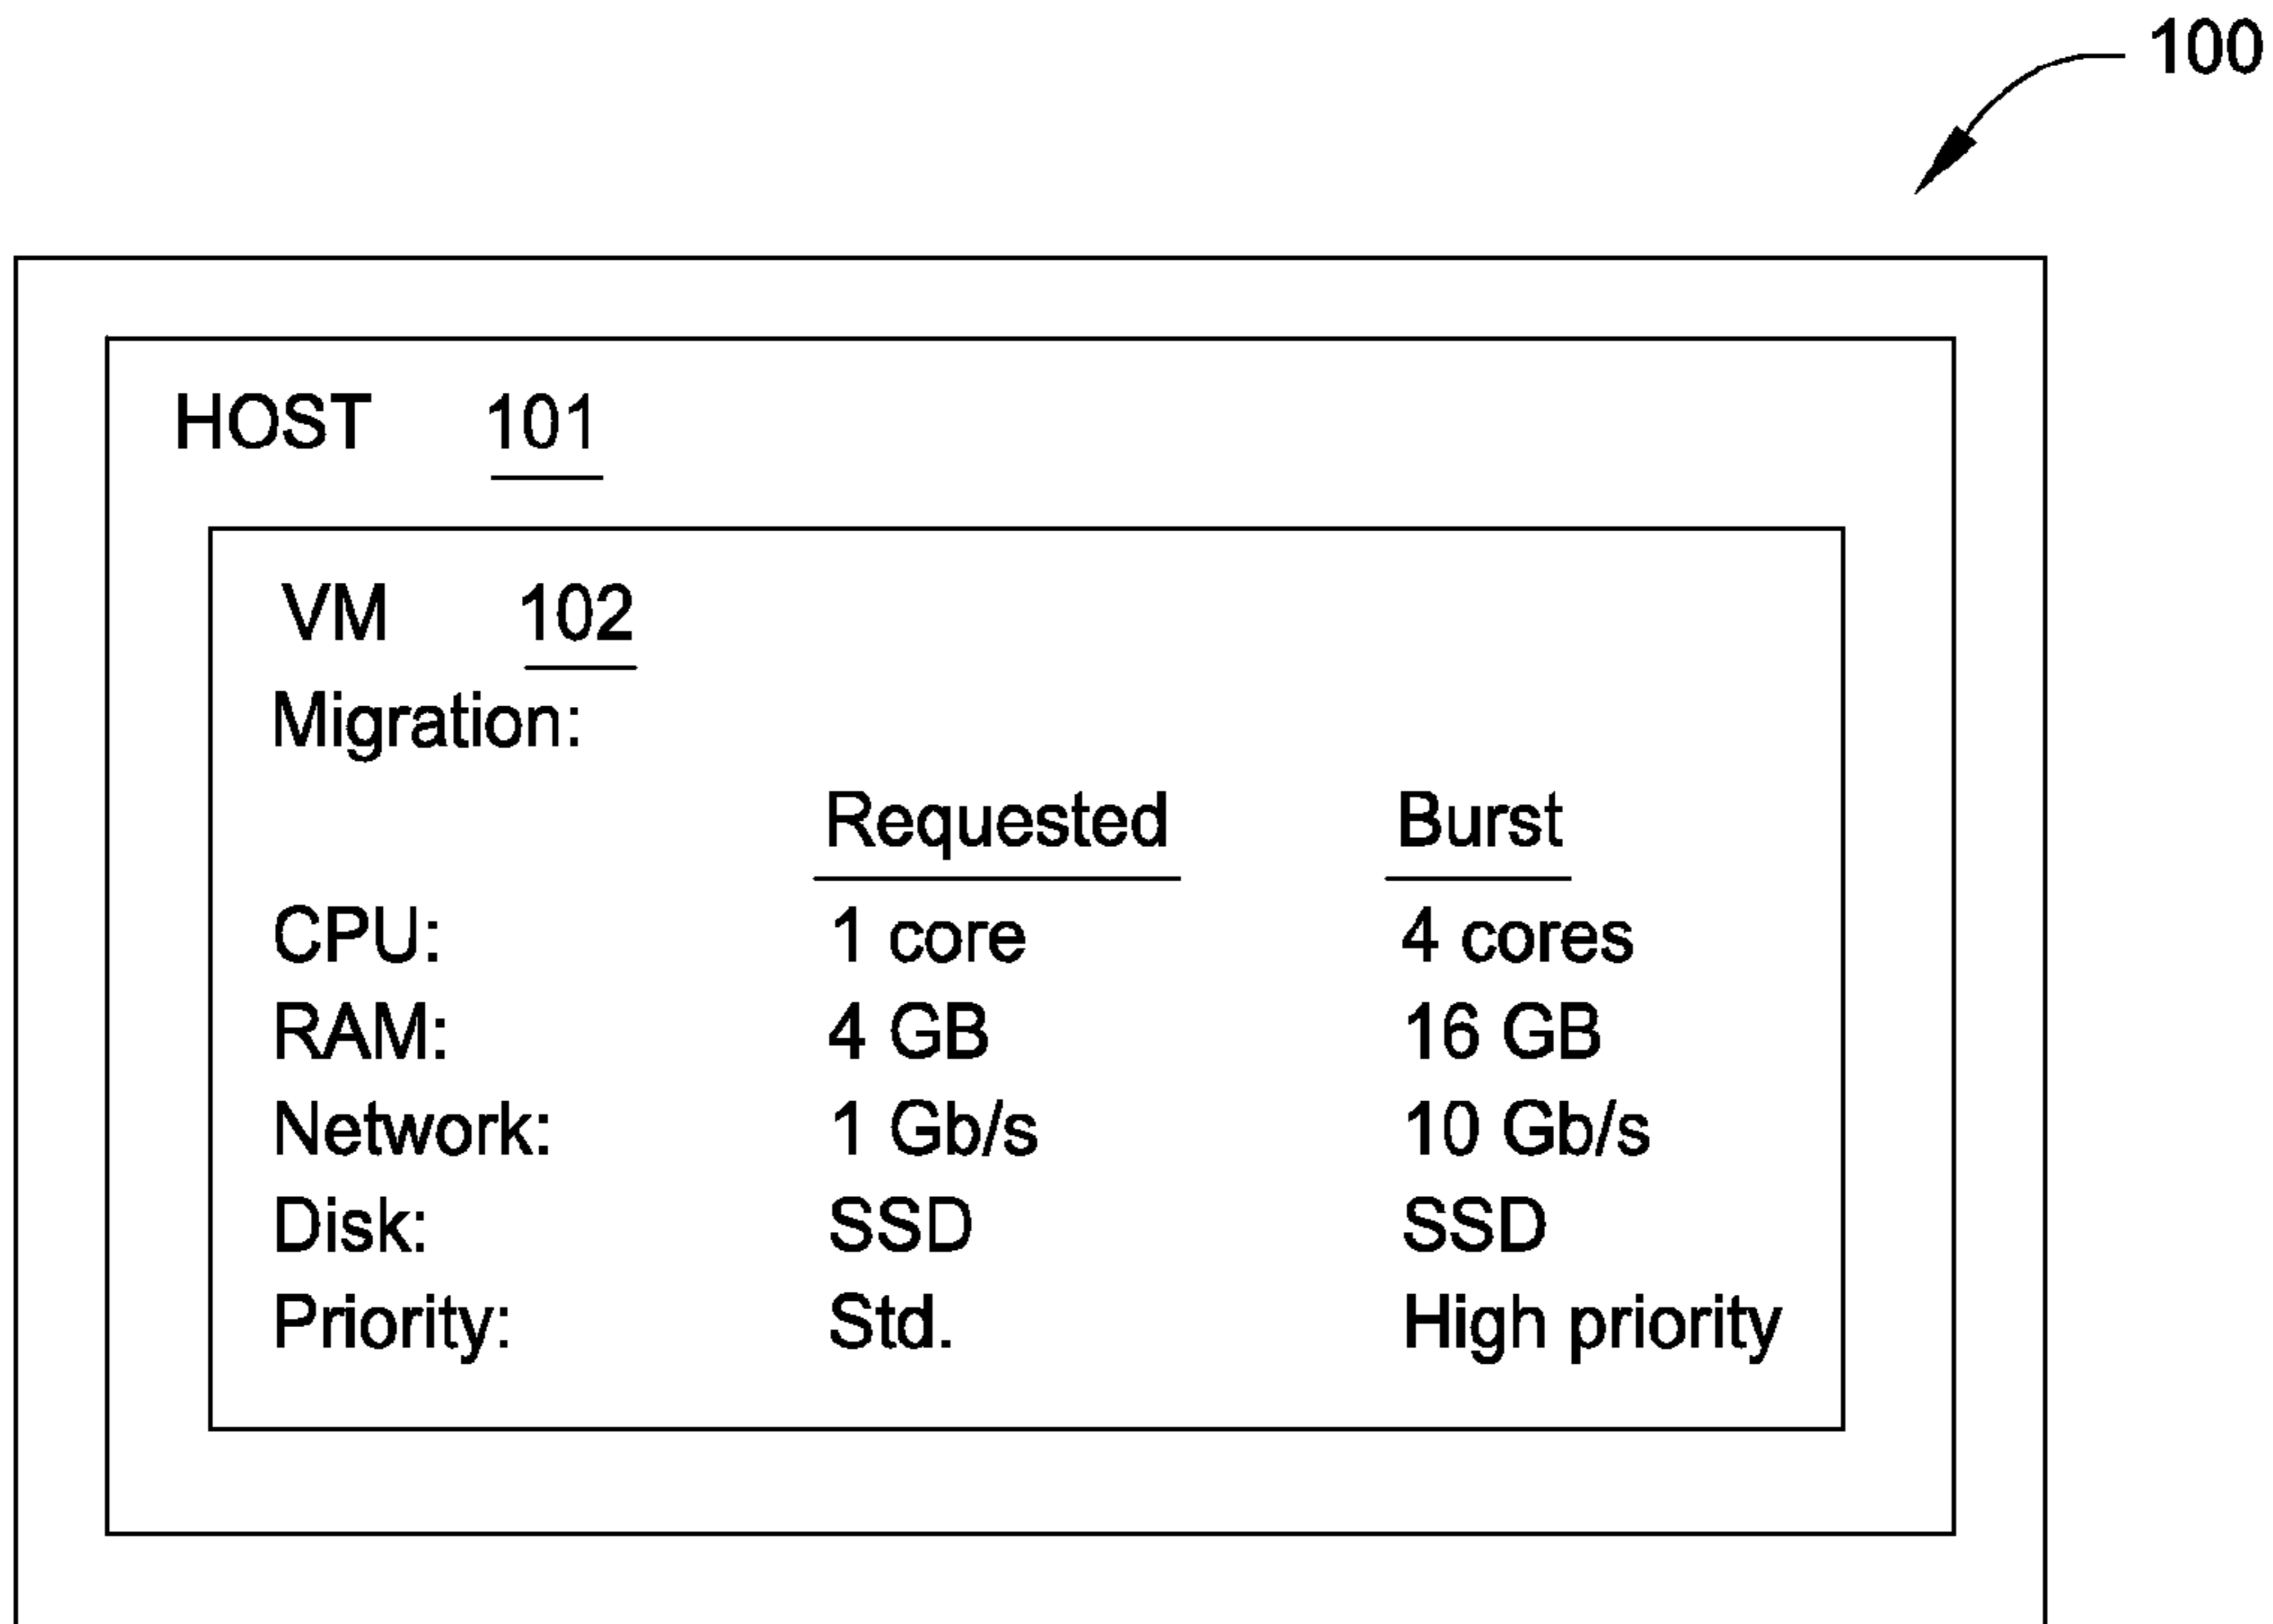 100
HOST 101
VM 102
Migration:
Requested Burst
CPU: 1 core 4 cores
RAM: 4 GB 16 GB
Network: 1 Gb/s 10 Gb/s
Disk: SSD SSD
Priority: Std. High priority